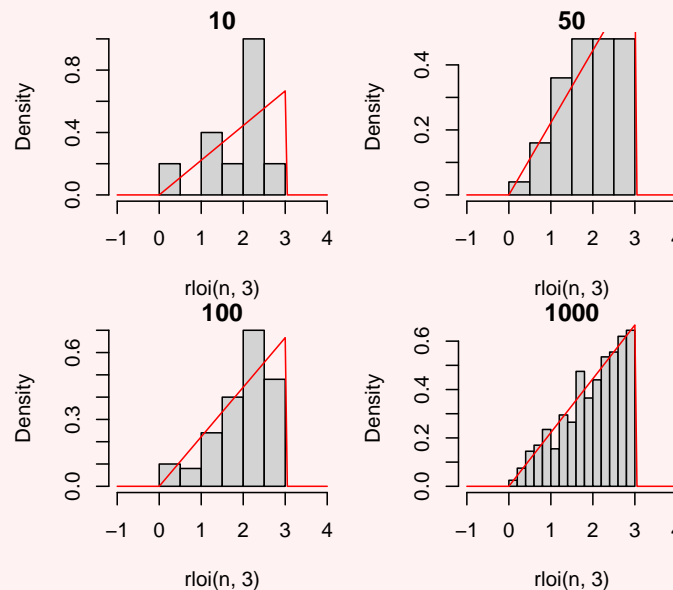 10
50
Density
0.0 0.4 0.8
−1 0 1 2 3 4
rloi(n, 3)
Density
0.0 0.2 0.4
−1 0 1 2 3 4
rloi(n, 3)
100
1000
Density
0.0 0.3 0.6
−1 0 1 2 3 4
rloi(n, 3)
Density
0.0 0.2 0.4 0.6
−1 0 1 2 3 4
rloi(n, 3)